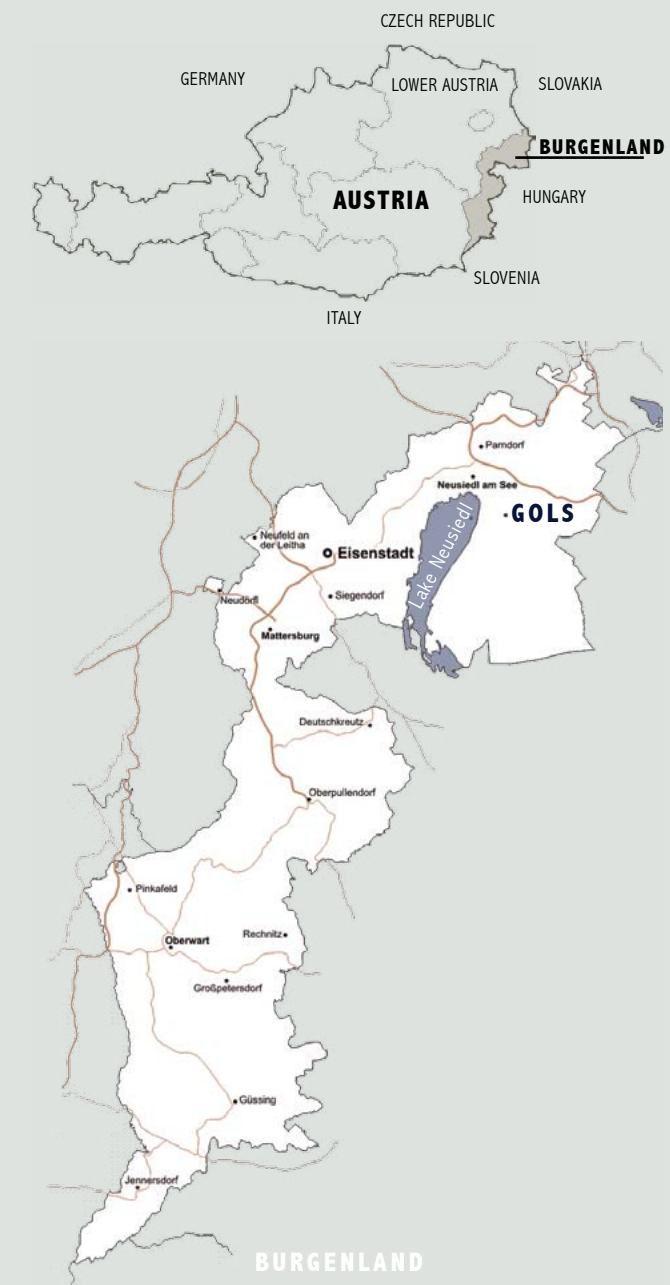 CZECH REPUBLIC
GERMANY
LOWER AUSTRIA
SLOVAKIA
BURGENLAND
AUSTRIA
HUNGARY
SLOVENIA
ITALY
Parndorf
Neusiedl am See
GOLS
Lake Neusiedl
Neufeld an
der Leitha
Eisenstadt
Neudörfl
Siegendorf
Mattersburg
Deutschkreutz
Oberpullendorf
Pinkafeld
Oberwart
Rechnitz
Großpetersdorf
Güssing
Jennersdorf
BURGENLAND